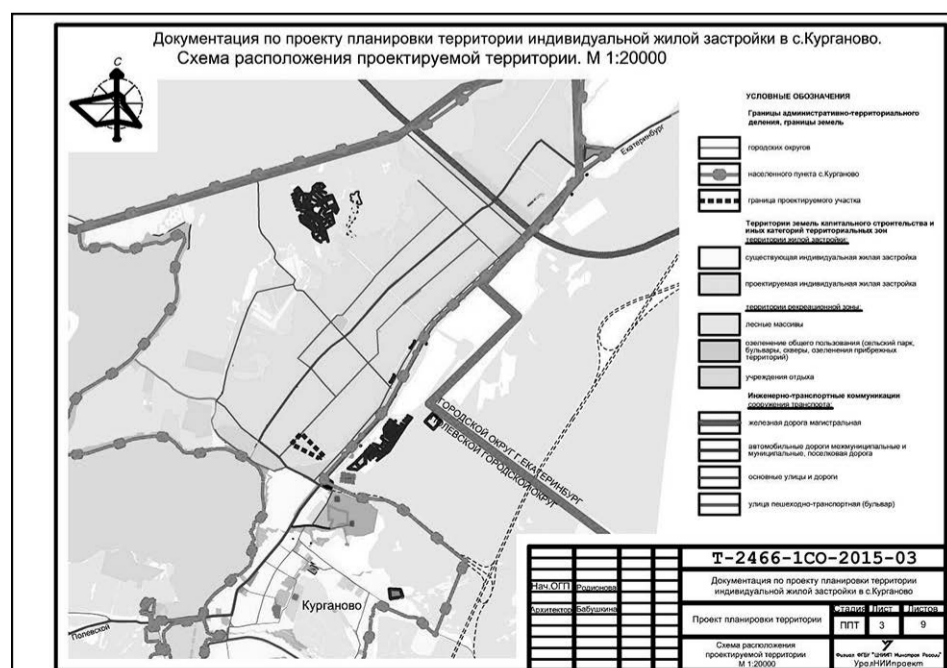 Документация по проекту планировки территории индивидуальной жилой застройки в с.Курганово.
Схема расположения проектируемой территории. М 1:20000
С
Екатеринбург
ГОРОДСКОЙ ОКРУГ Г. ЕКАТЕРИНБУРГ
ГОРОДСКОЙ ОКРУГ
Курганово
Полевской
УСЛОВНЫЕ ОБОЗНАЧЕНИЯ
Границы административно-территориального
деления, границы земель
городских округов
населенного пункта с.Курганово
граница проектируемого участка
Территории земель капитального строительства и
иных категорий территориальных зон
территории жилой застройки:
существующая индивидуальная жилая застройка
проектируемая индивидуальная жилая застройка
территории рекреационной зоны:
лесные массивы
озеленение общего пользования (сельский парк,
бульвары, скверы, озеленения прибрежных
территорий)
учреждения отдыха
Инженерно-транспортные коммуникации
сооружения транспорта:
железная дорога магистральная
автомобильные дороги межмуниципальные и
муниципальные, поселковая дорога
основные улицы и дороги
улица пешеходно-транспортная (бульвар)
Т-2466-1СО-2015-03
Документация по проекту планировки территории
индивидуальной жилой застройки в с.Курганово
Нач.ОГП Родионова
Архитектор Бабушкина
Проект планировки территории
Стадия Лист Листов
ППТ 3 9
Схема расположения
проектируемой территории
М 1:20000
Филиал ФГБУ "ЦНИИП Минстроя России"
УралНИИпроект